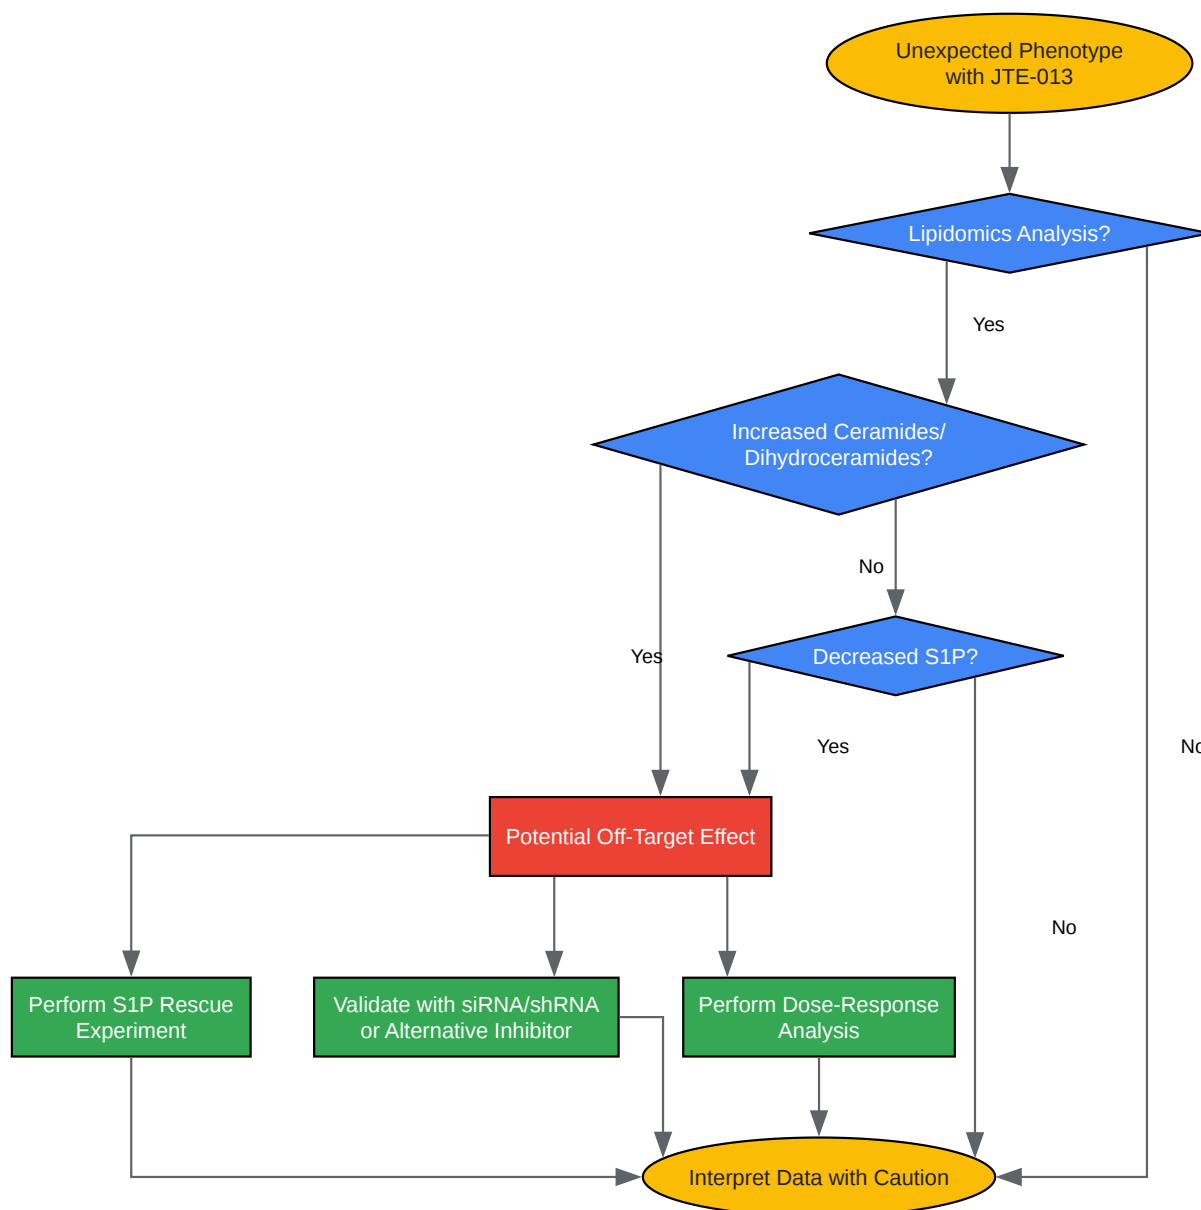 Unexpected Phenotype
with JTE-013
Lipidomics Analysis?
Yes
Increased Ceramides/
Dihydroceramides?
No
Yes
Decreased S1P?
Yes
No
Potential Off-Target Effect
No
Perform S1P Rescue
Experiment
Validate with siRNA/shRNA
or Alternative Inhibitor
Perform Dose-Response
Analysis
Interpret Data with Caution